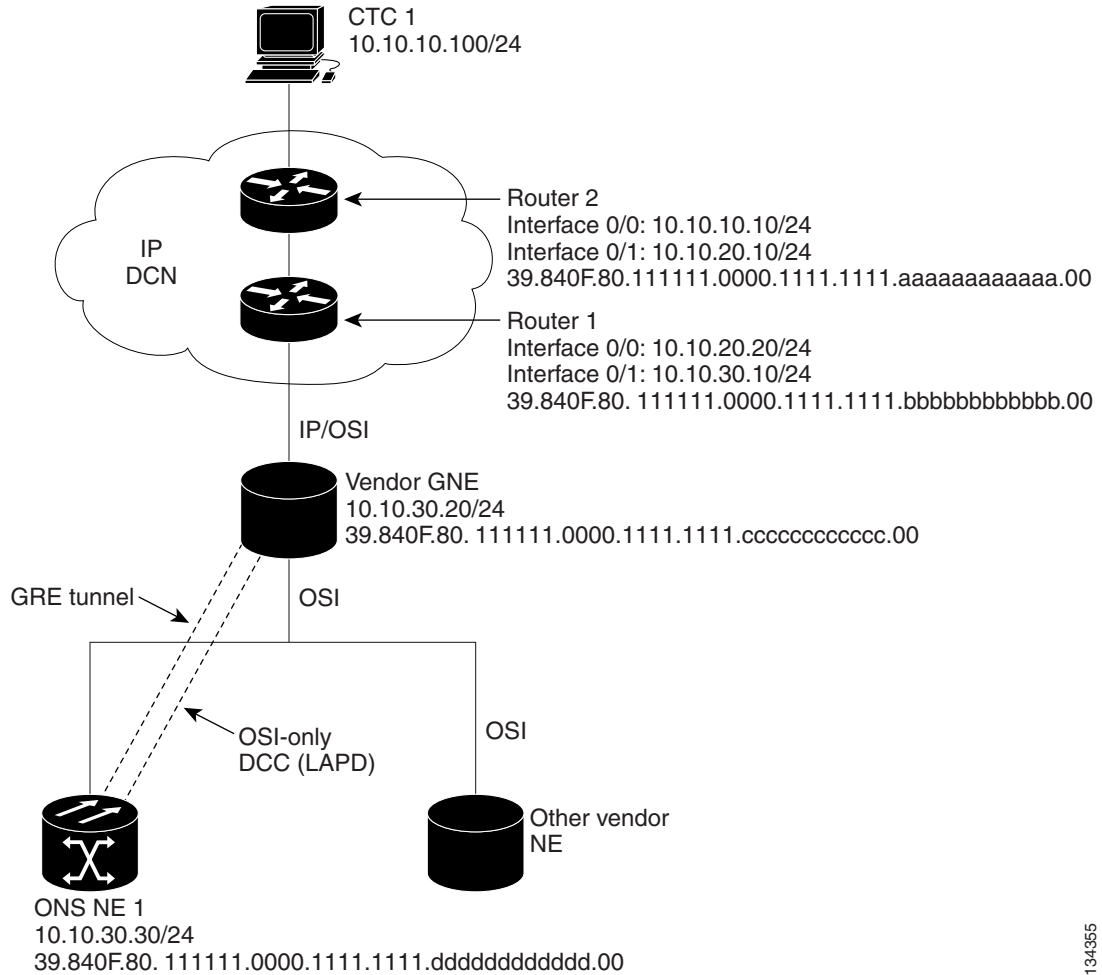 CTC 1
10.10.10.100/24
Router 2
Interface 0/0: 10.10.10.10/24
Interface 0/1: 10.10.20.10/24
39.840F.80.111111.0000.1111.1111.aaaaaaaaaaaa.00
IP
DCN
Router 1
Interface 0/0: 10.10.20.20/24
Interface 0/1: 10.10.30.10/24
39.840F.80. 111111.0000.1111.1111.bbbbbbbbbbbb.00
IP/OSI
Vendor GNE
10.10.30.20/24
39.840F.80. 111111.0000.1111.1111.cccccccccccc.00
GRE tunnel
OSI
OSI-only
DCC (LAPD)
OSI
Other vendor
NE
ONS NE 1
10.10.30.30/24
39.840F.80. 111111.0000.1111.1111.dddddddddddd.00
134355